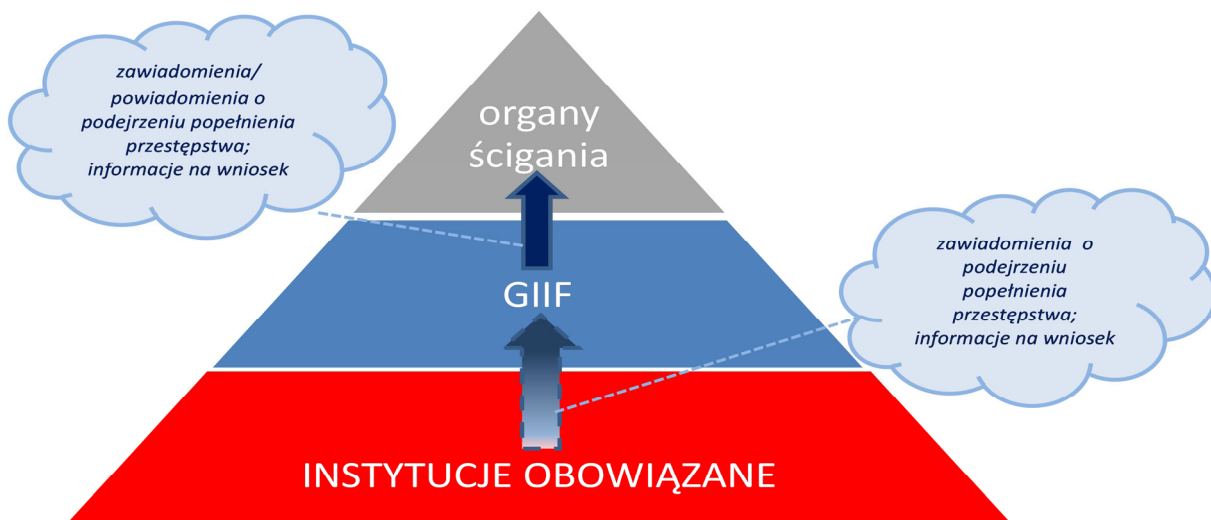 zawiadomienia/
powiadomienia o
podejrzeniu popełnienia
przestępstwa;
informacje na wniosek
organy
ścigania
zawiadomienia o
podejrzeniu
popełnienia
przestępstwa;
informacje na wniosek
GIIF
INSTYTUCJE OBOWIĄZANE